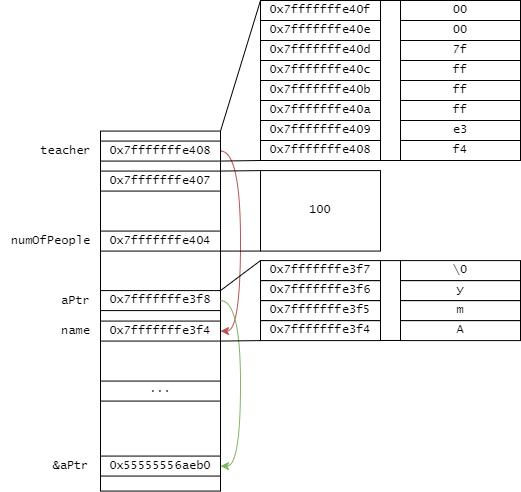 0x7fffffffe40f 00
0x7fffffffe40e 00
0x7fffffffe40d 7f
0x7fffffffe40c ff
0x7fffffffe40b ff
0x7fffffffe40a ff
0x7fffffffe409 e3
teacher 0x7fffffffe408 0x7fffffffe408 f4
0x7fffffffe407
100
numOfPeople 0x7fffffffe404
0x7fffffffe3f7 \0
0x7fffffffe3f6 y
aPtr 0x7fffffffe3f8
0x7fffffffe3f5 m
name 0x7fffffffe3f4 0x7fffffffe3f4 A
...
&aPtr 0x55555556aeb0